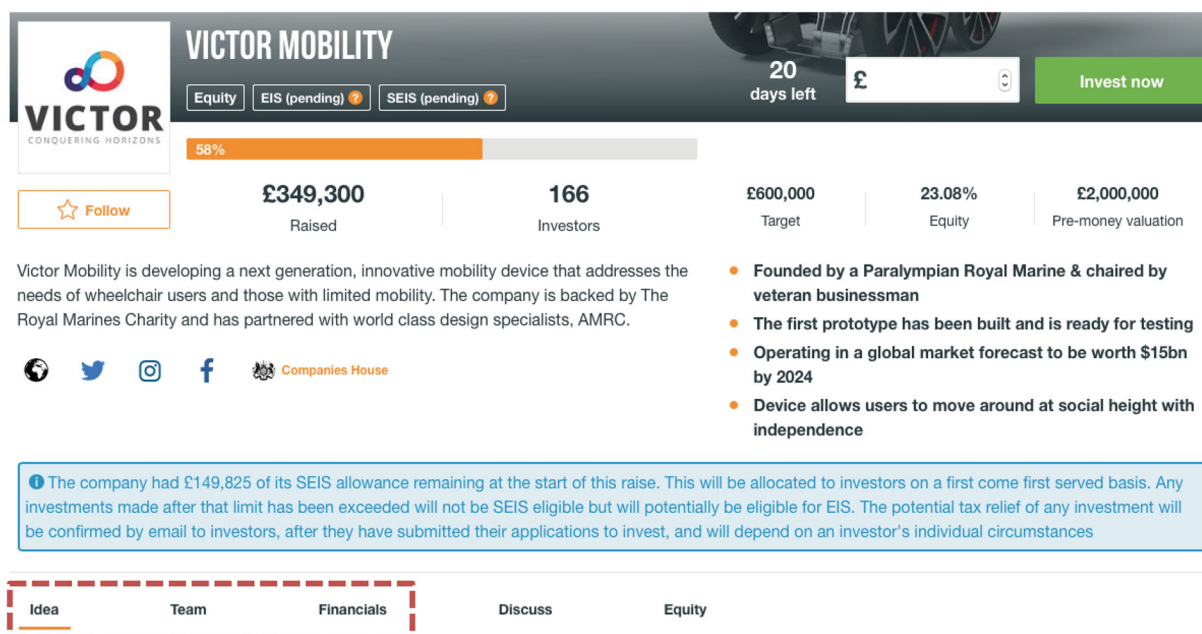 VICTOR
CONQUERING HORIZONS
VICTOR MOBILITY
Equity
EIS (pending) ?
SEIS (pending) ?
20
days left
£
Invest now
58%
Follow
£349,300
Raised
166
Investors
£600,000
Target
23.08%
Equity
£2,000,000
Pre-money valuation
Victor Mobility is developing a next generation, innovative mobility device that addresses the
needs of wheelchair users and those with limited mobility. The company is backed by The
Royal Marines Charity and has partnered with world class design specialists, AMRC.
Companies House
Founded by a Paralympian Royal Marine & chaired by
veteran businessman
The first prototype has been built and is ready for testing
Operating in a global market forecast to be worth $15bn
by 2024
Device allows users to move around at social height with
independence
The company had £149,825 of its SEIS allowance remaining at the start of this raise. This will be allocated to investors on a first come first served basis. Any
investments made after that limit has been exceeded will not be SEIS eligible but will potentially be eligible for EIS. The potential tax relief of any investment will
be confirmed by email to investors, after they have submitted their applications to invest, and will depend on an investor's individual circumstances
Idea
Team
Financials
Discuss
Equity